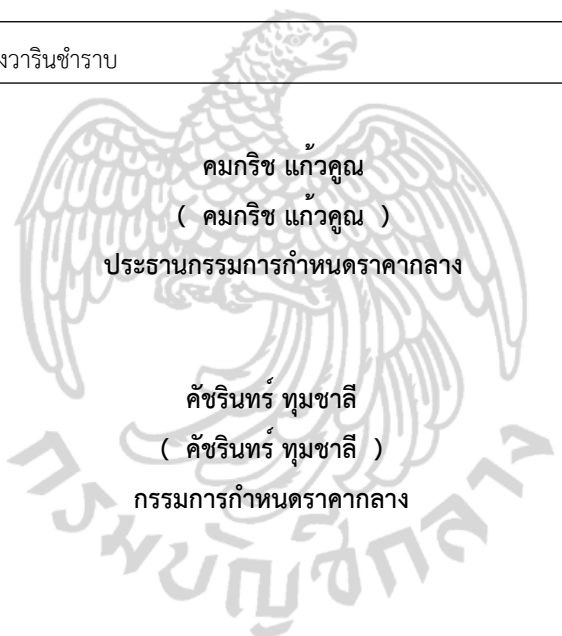 งวารินชำราบ
คมกริช แก้วคูณ
( คมกริช แก้วคูณ )
ประธานกรรมการกำหนดราคากลาง
คัชรินทร์ ทุมชาลี
( คัชรินทร์ ทุมชาลี )
กรรมการกำหนดราคากลาง
กรมบัญชีกลาง